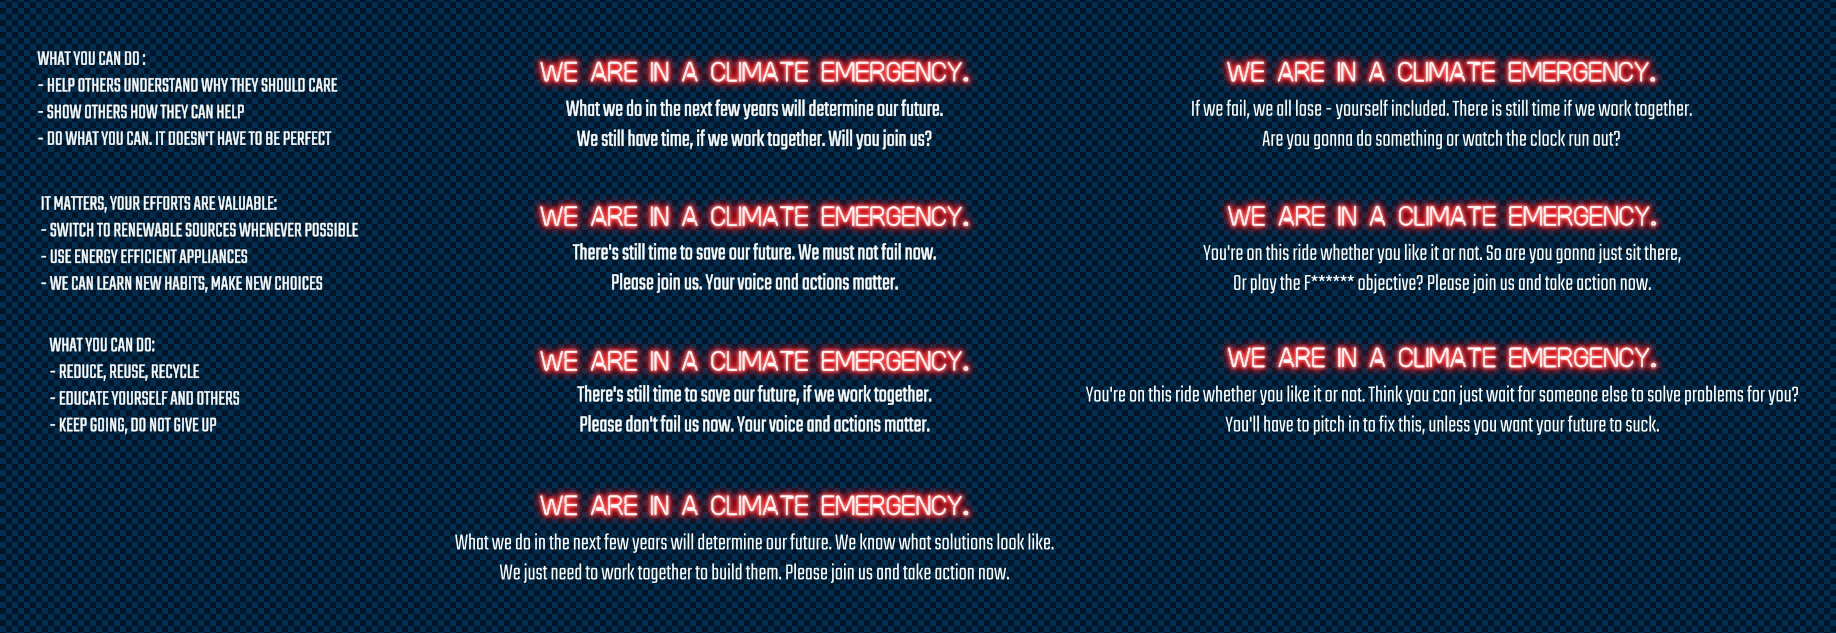 WHAT YOU CAN DO :
- HELP OTHERS UNDERSTAND WHY THEY SHOULD CARE
- SHOW OTHERS HOW THEY CAN HELP
- DO WHAT YOU CAN. IT DOESN'T HAVE TO BE PERFECT
IT MATTERS, YOUR EFFORTS ARE VALUABLE:
- SWITCH TO RENEWABLE SOURCES WHENEVER POSSIBLE
- USE ENERGY EFFICIENT APPLIANCES
- WE CAN LEARN NEW HABITS, MAKE NEW CHOICES
WHAT YOU CAN DO:
- REDUCE, REUSE, RECYCLE
- EDUCATE YOURSELF AND OTHERS
- KEEP GOING, DO NOT GIVE UP
WE ARE IN A CLIMATE EMERGENCY.
What we do in the next few years will determine our future.
We still have time, if we work together. Will you join us?
WE ARE IN A CLIMATE EMERGENCY.
There's still time to save our future. We must not fail now.
Please join us. Your voice and actions matter.
WE ARE IN A CLIMATE EMERGENCY.
There's still time to save our future, if we work together.
Please don't fail us now. Your voice and actions matter.
WE ARE IN A CLIMATE EMERGENCY.
What we do in the next few years will determine our future. We know what solutions look like.
We just need to work together to build them. Please join us and take action now.
WE ARE IN A CLIMATE EMERGENCY.
If we fail, we all lose - yourself included. There is still time if we work together.
Are you gonna do something or watch the clock run out?
WE ARE IN A CLIMATE EMERGENCY.
You're on this ride whether you like it or not. So are you gonna just sit there,
Or play the F****** objective? Please join us and take action now.
WE ARE IN A CLIMATE EMERGENCY.
You're on this ride whether you like it or not. Think you can just wait for someone else to solve problems for you?
You'll have to pitch in to fix this, unless you want your future to suck.